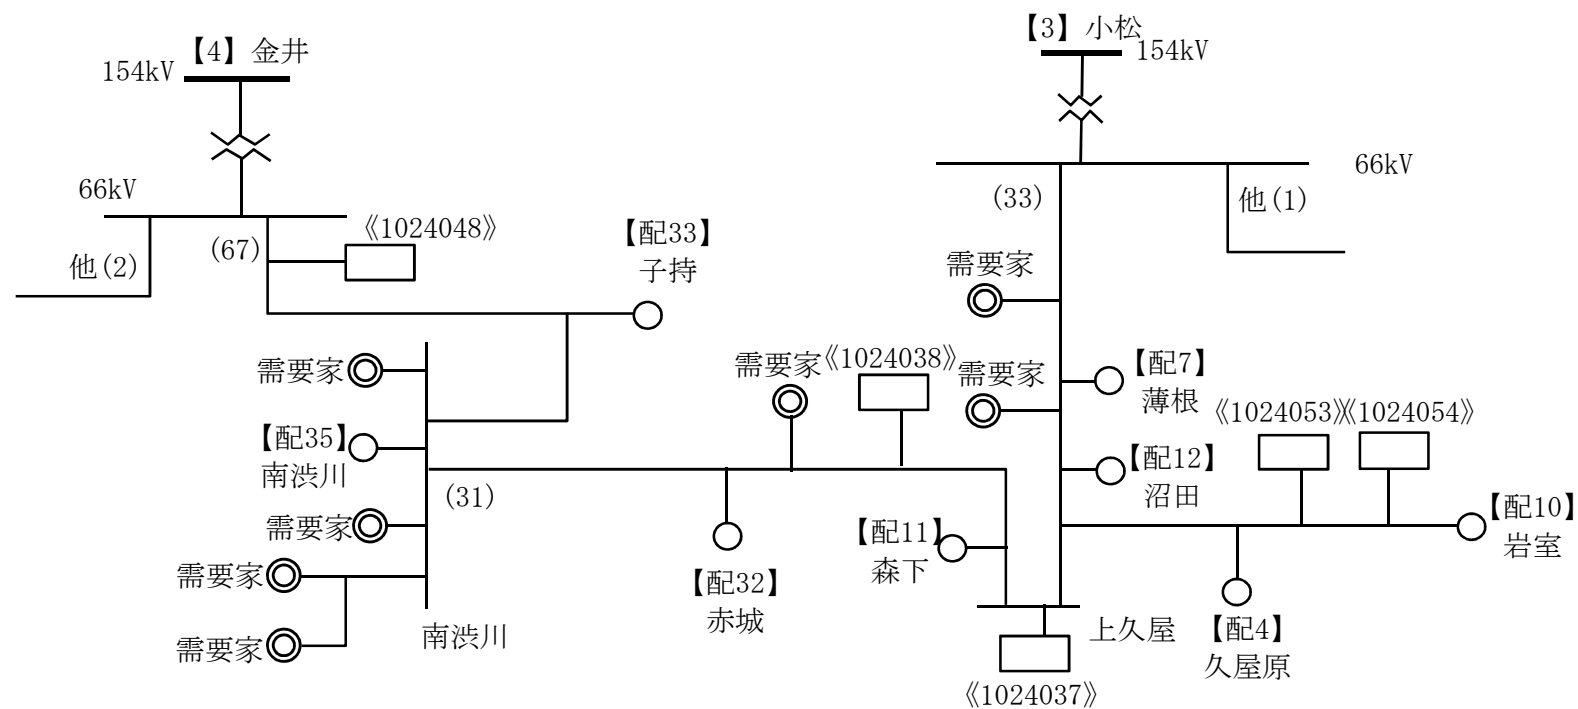 【4】金井
154kV
66kV
(67)
他(2)
《1024048》
【配33】
子持
需要家
【配35】
南渋川
需要家
需要家
需要家
南渋川
(31)
【配32】
赤城
需要家
《1024038》
【3】小松
154kV
66kV
(33)
他(1)
需要家
需要家
【配7】
薄根
【配12】
沼田
《1024053》
《1024054》
【配10】
岩室
【配11】
森下
上久屋
【配4】
久屋原
《1024037》